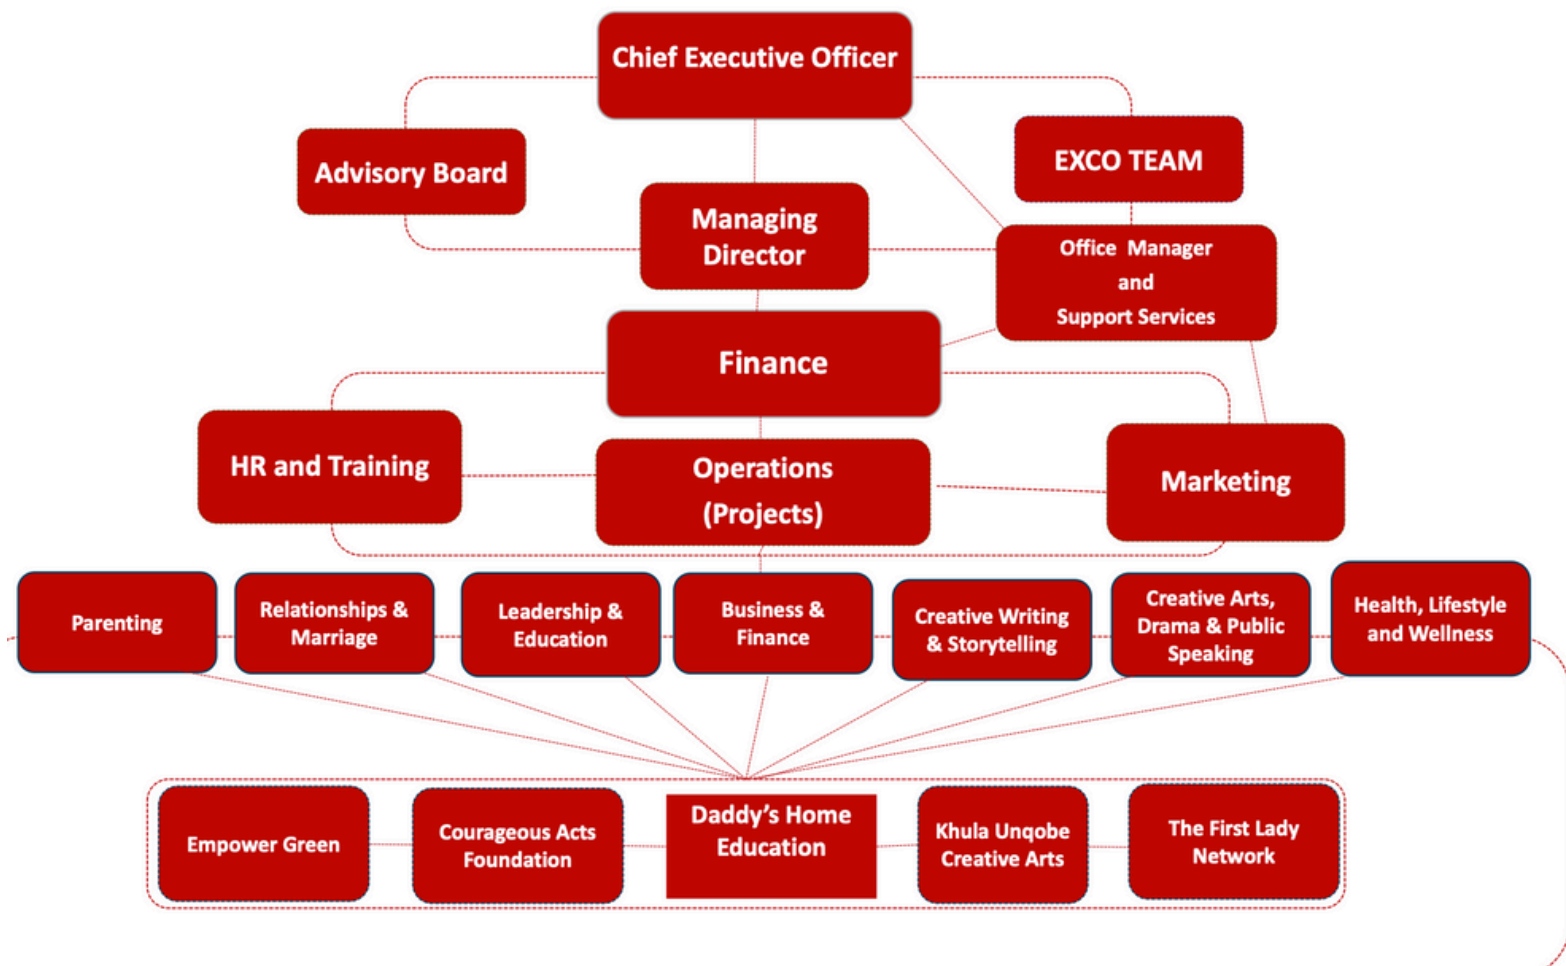 Chief Executive Officer
Advisory Board
EXCO TEAM
Managing
Director
Office Manager
and
Support Services
Finance
HR and Training
Operations
(Projects)
Marketing
Parenting
Relationships &
Marriage
Leadership &
Education
Business &
Finance
Creative Writing
& Storytelling
Creative Arts,
Drama & Public
Speaking
Health, Lifestyle
and Wellness
Empower Green
Courageous Acts
Foundation
Daddy’s Home
Education
Khula Unqobe
Creative Arts
The First Lady
Network